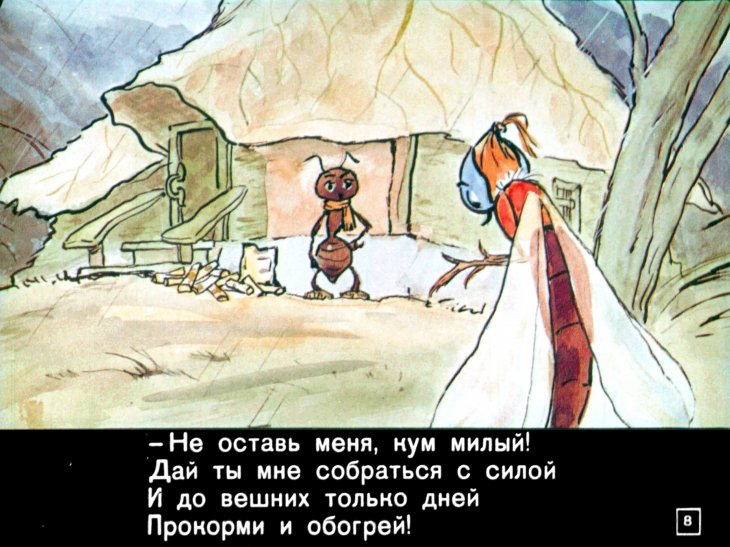 – Не оставь меня, кум милый!
Дай ты мне собраться с силой
И до вешних только дней
Прокорми и обогрей!
8